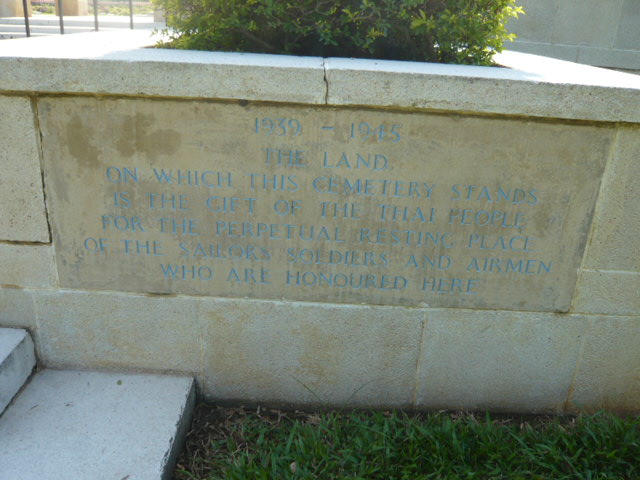 1939 – 1945
THE LAND
ON WHICH THIS CEMETERY STANDS
IS THE GIFT OF THE THAI PEOPLE
FOR THE PERPETUAL RESTING PLACE
OF THE SAILORS SOLDIERS AND AIRMEN
WHO ARE HONOURED HERE